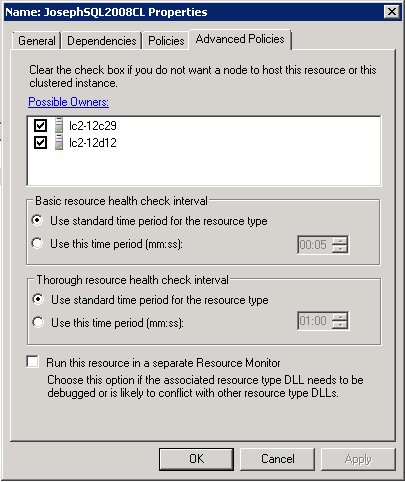 Name: JosephSQL2008CL Properties
General
Dependencies
Policies
Advanced Policies
Clear the check box if you do not want a node to host this resource or this
clustered instance.
Possible Owners:
lc2-12c29
lc2-12d12
Basic resource health check interval
Use standard time period for the resource type
Use this time period (mm:ss):
00:05
Thorough resource health check interval
Use standard time period for the resource type
Use this time period (mm:ss):
01:00
Run this resource in a separate Resource Monitor
Choose this option if the associated resource type DLL needs to be
debugged or is likely to conflict with other resource type DLLs.
OK
Cancel
Apply